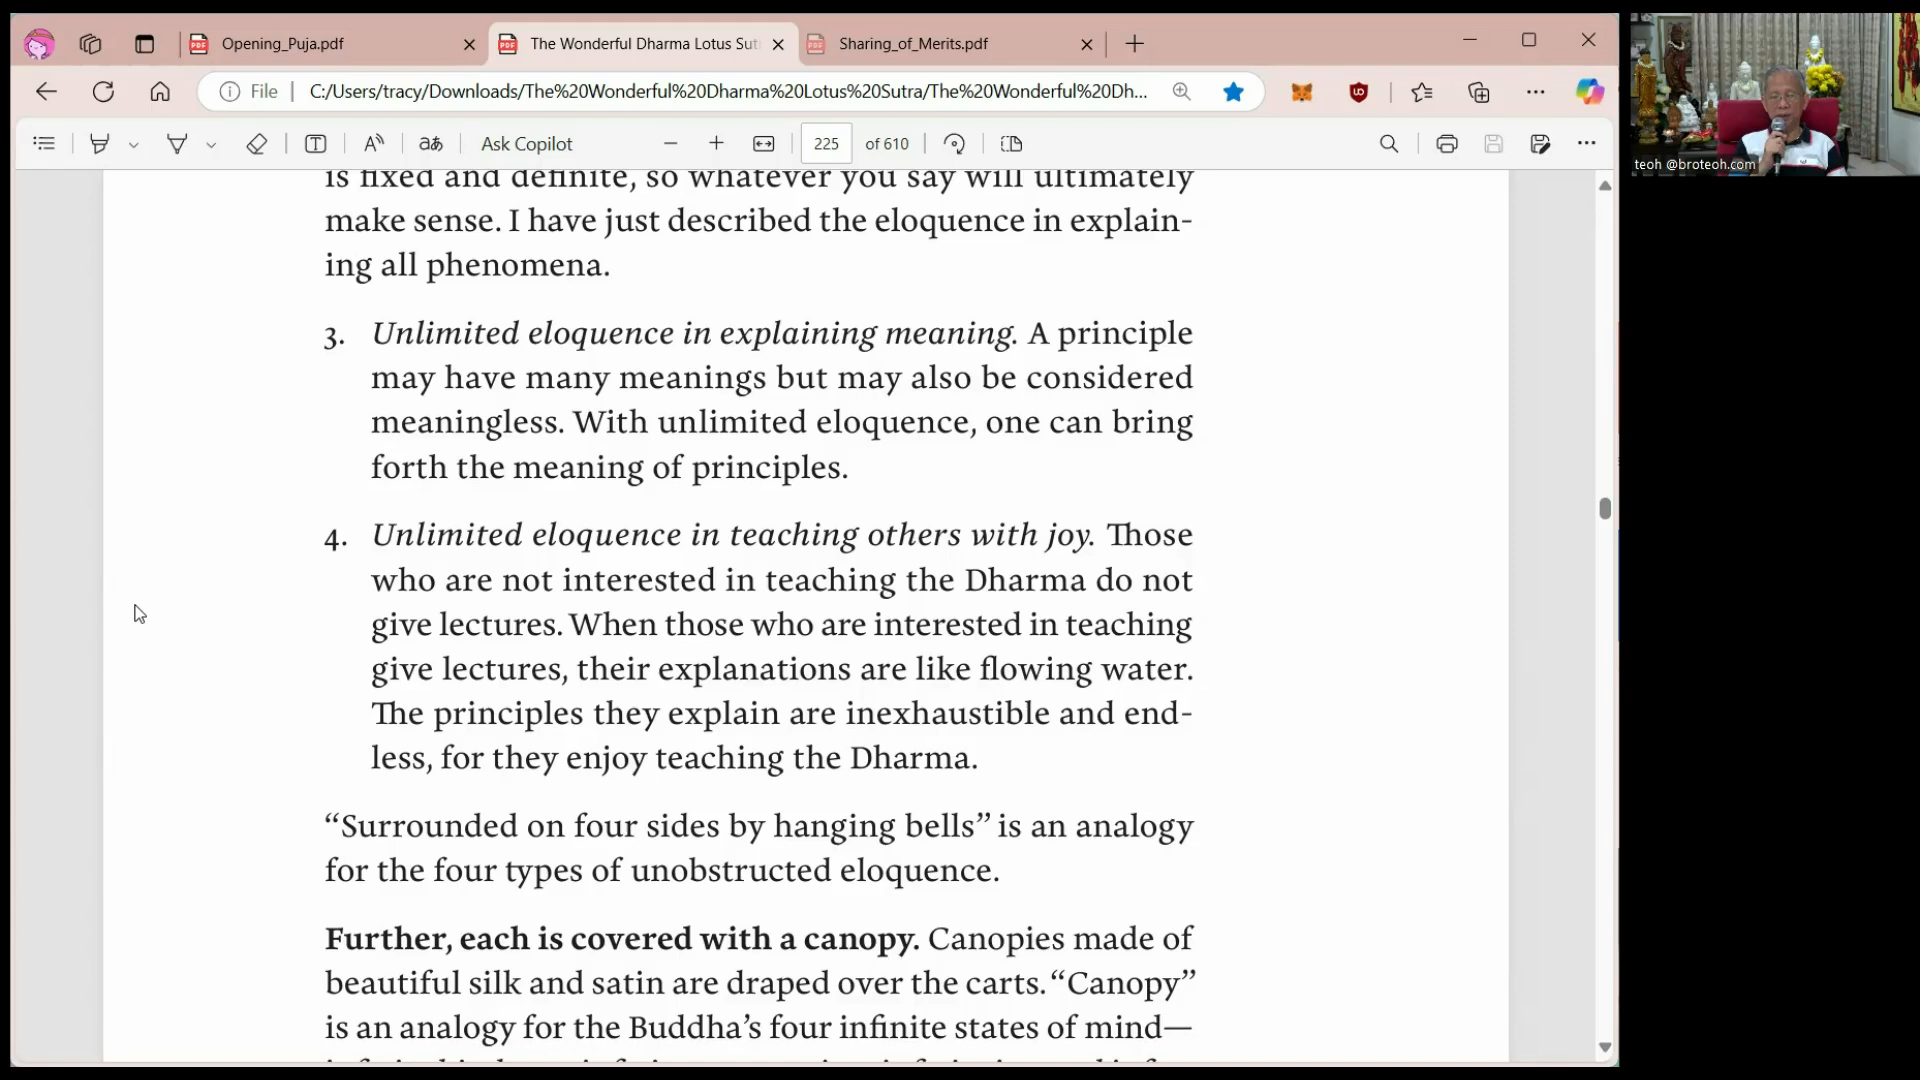 Opening_Puja.pdf
The Wonderful Dharma Lotus Sut
Sharing_of_Merits.pdf
File
C:/Users/tracy/Downloads/The%20Wonderful%20Dharma%20Lotus%20Sutra/The%20Wonderful%20Dh...
Ask Copilot
225 of 610
teoh @broteoh.com
is fixed and definite, so whatever you say will ultimately
make sense. I have just described the eloquence in explain-
ing all phenomena.
3. Unlimited eloquence in explaining meaning. A principle
may have many meanings but may also be considered
meaningless. With unlimited eloquence, one can bring
forth the meaning of principles.
4. Unlimited eloquence in teaching others with joy. Those
who are not interested in teaching the Dharma do not
give lectures. When those who are interested in teaching
give lectures, their explanations are like flowing water.
The principles they explain are inexhaustible and end-
less, for they enjoy teaching the Dharma.
“Surrounded on four sides by hanging bells” is an analogy
for the four types of unobstructed eloquence.
Further, each is covered with a canopy. Canopies made of
beautiful silk and satin are draped over the carts. “Canopy”
is an analogy for the Buddha’s four infinite states of mind—